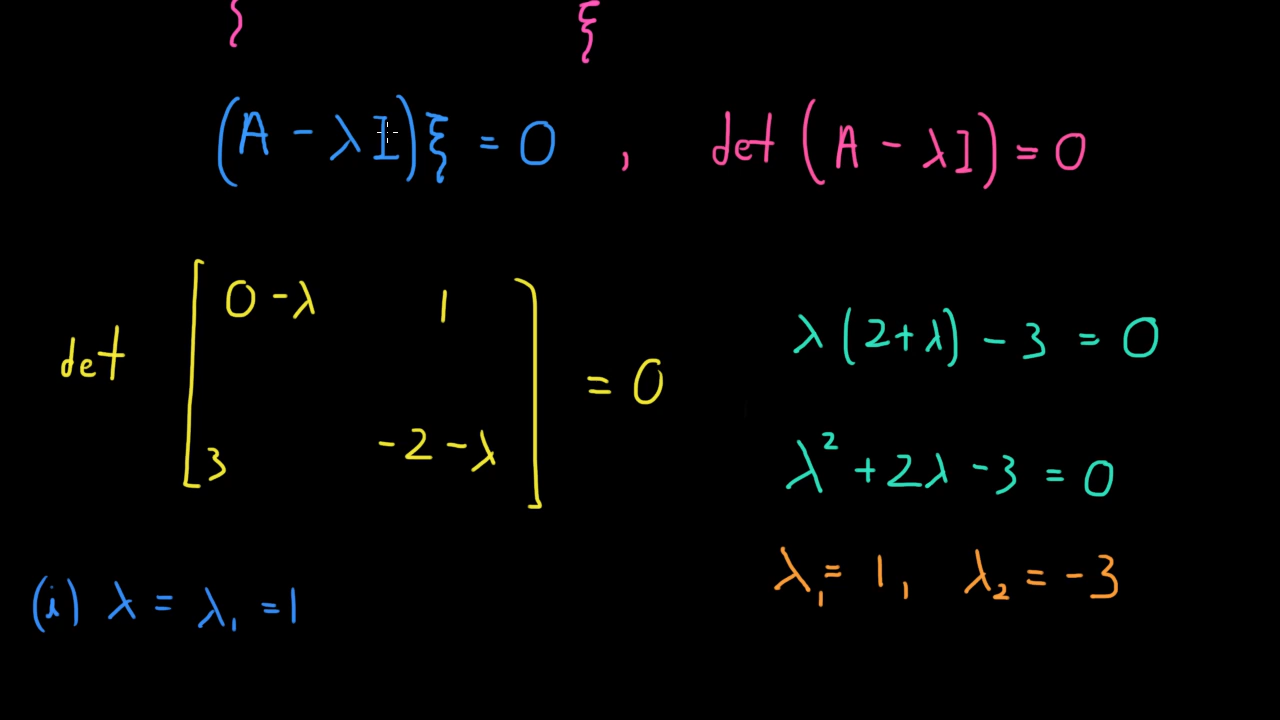 ξ ξ
(A - λI)ξ = 0 , det (A - λI) = 0
det [ 0 - λ 1
3 -2 - λ ] = 0
λ(2+λ) - 3 = 0
λ² + 2λ - 3 = 0
λ₁ = 1, λ₂ = -3
(i) λ = λ₁ = 1